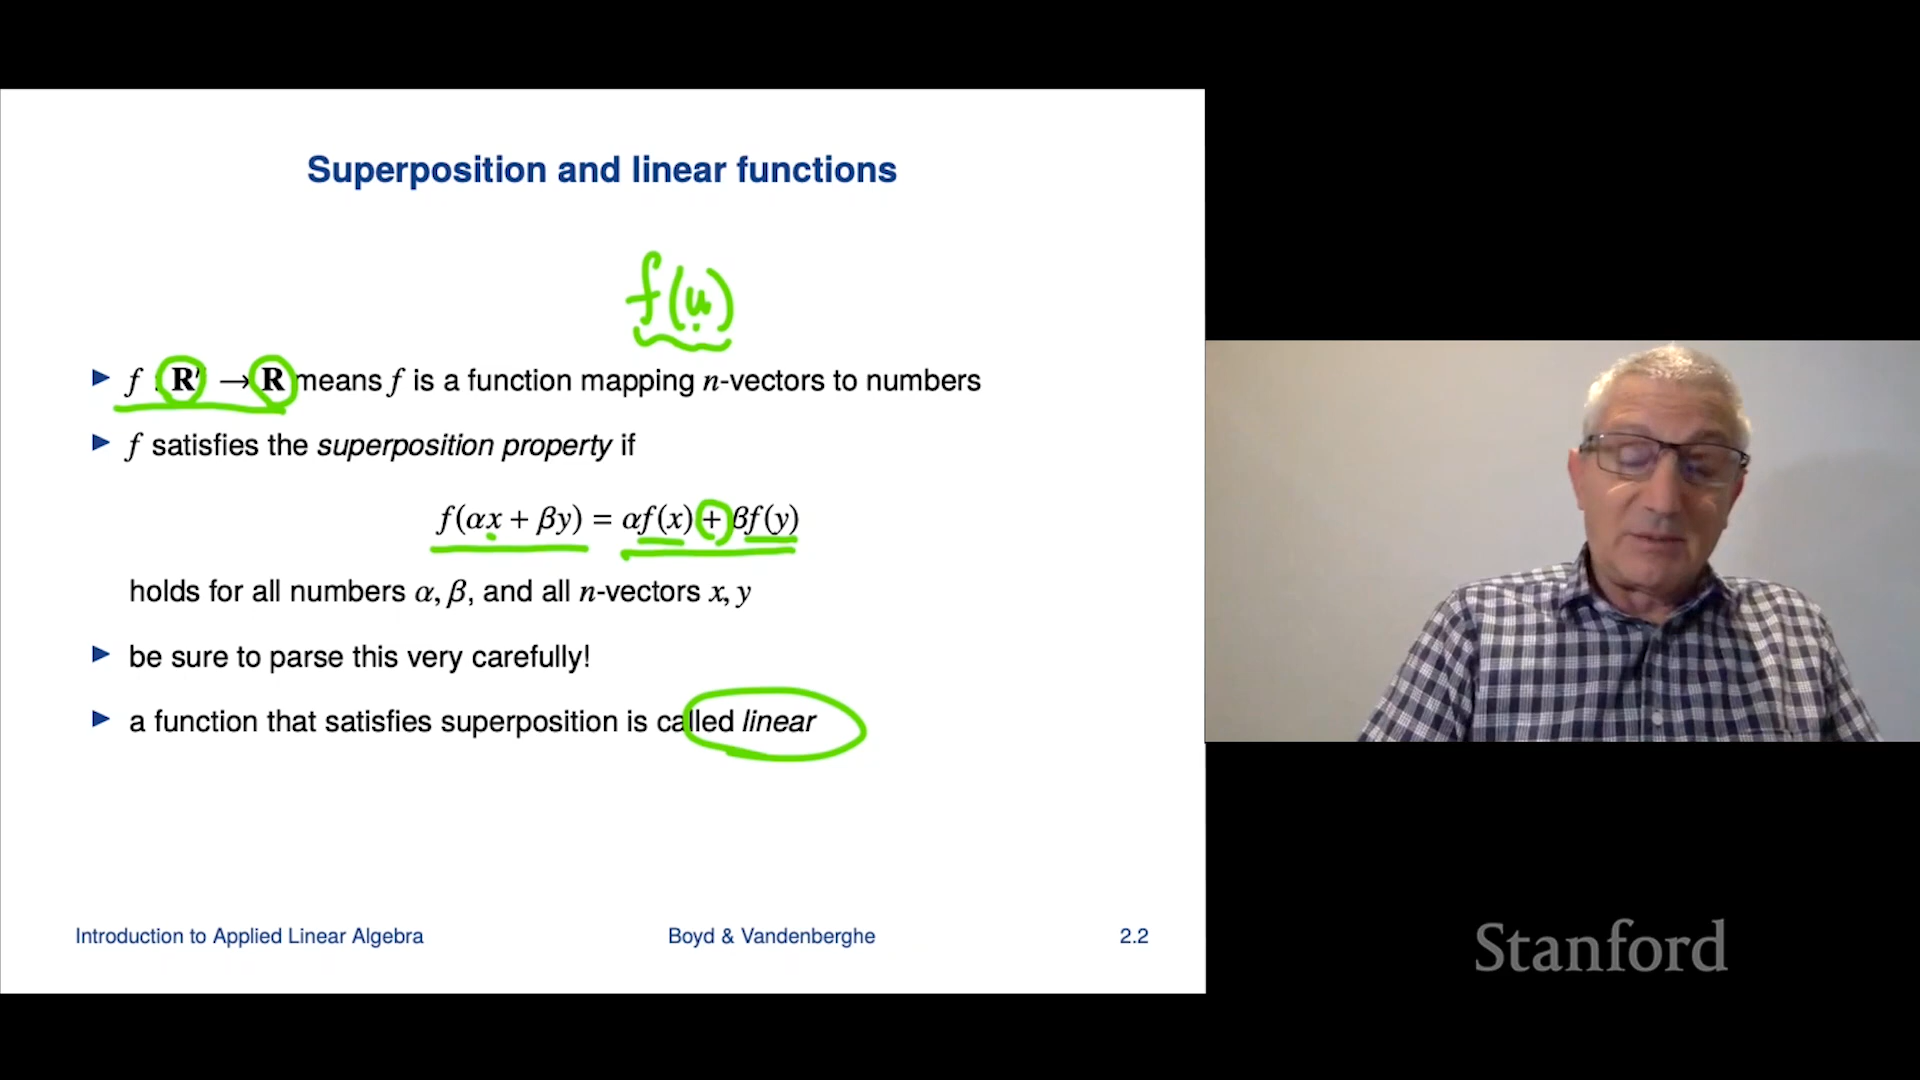 Superposition and linear functions
f(u)
▶ f : Rⁿ → R means f is a function mapping n-vectors to numbers
▶ f satisfies the superposition property if
f(αx + βy) = αf(x) + βf(y)
holds for all numbers α, β, and all n-vectors x, y
▶ be sure to parse this very carefully!
▶ a function that satisfies superposition is called linear
Introduction to Applied Linear Algebra
Boyd & Vandenberghe
2.2
Stanford